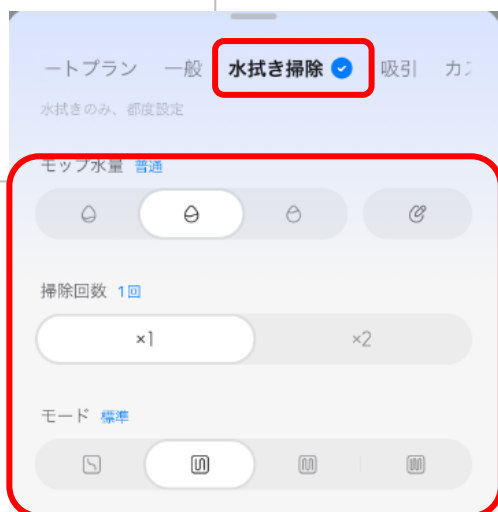 ートプラン 一般 水拭き掃除 吸引 カス
水拭きのみ、都度設定
モップ水量 普通
掃除回数 1回
×1 ×2
モード 標準